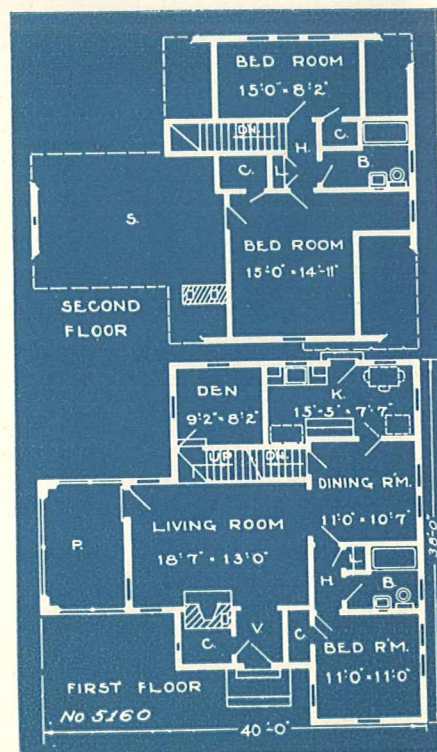 BED ROOM
15'-0" = 8'-2"
DN.
H.
C.
C.
L.
B.
S.
BED ROOM
15'-0" = 14'-11"
SECOND
FLOOR
DEN
9'-2" = 8'-2"
K.
15'-5" = 7'-7"
UP
DN.
DINING R'M.
11'-0" = 10'-7"
P.
LIVING ROOM
18'-7" = 13'-0"
38'-0"
L.
H.
B.
C.
V.
C.
BED R'M.
11'-0" = 11'-0"
FIRST FLOOR
No 5160
40'-0"